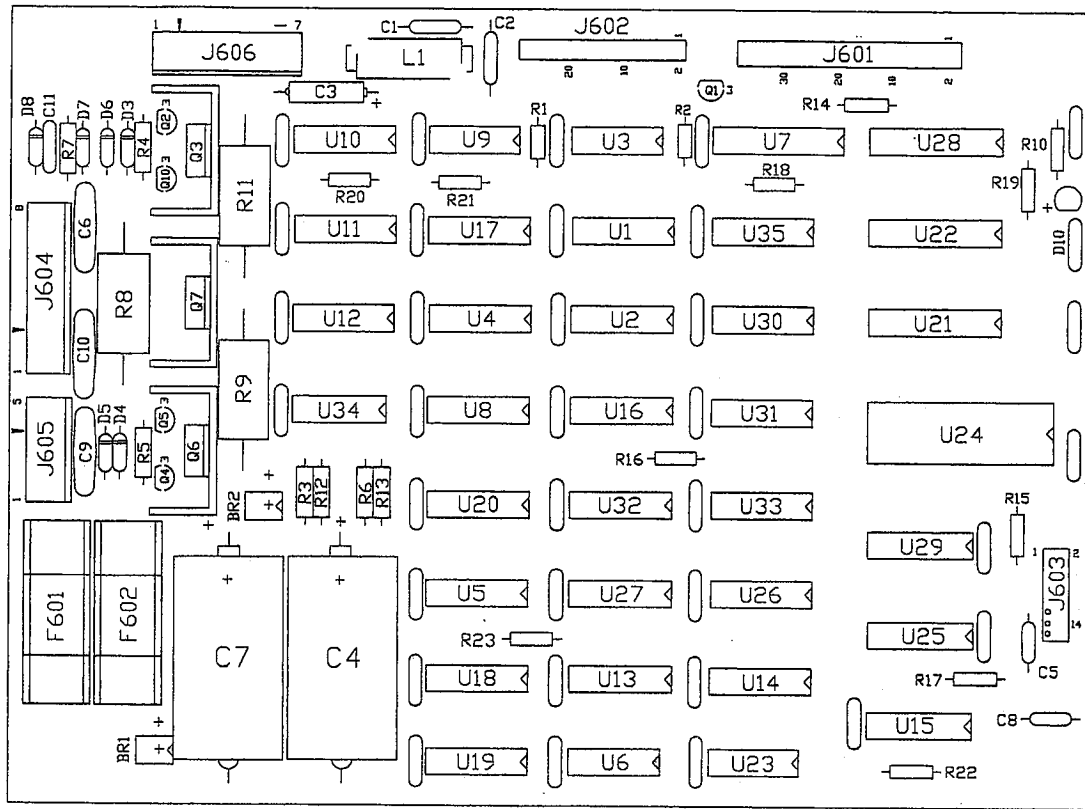 1 - 7
J606
C1
L1
C2
J602
1
20 10 2
J601
1
30 20 10 2
C3 +
Q1 3
R14
D8 C11 R7 D7 D6 D3 R4
Q2 3
Q3
Q10 3
R11
U10
U9
R1
U3
R2
U7
U28
R10
R20
R21
R18
R19
+
D10
8
J604
1
C6
R8
C10
Q7
U11
U17
U1
U35
U22
U12
U4
U2
U30
U21
R9
5
J605
1
C9
D5 D4
R5
Q5 3
Q4 3
Q6
U34
U8
U16
U31
U24
R16
+
BR2 +
R3 R12
R6 R13
U20
U32
U33
R15
+
+
F601
F602
+
C7
+
C4
U29
1 2
J603
14
U5
U27
U26
R23
U25
C5
U18
U13
U14
R17
+
BR1 +
U15
C8
U19
U6
U23
R22